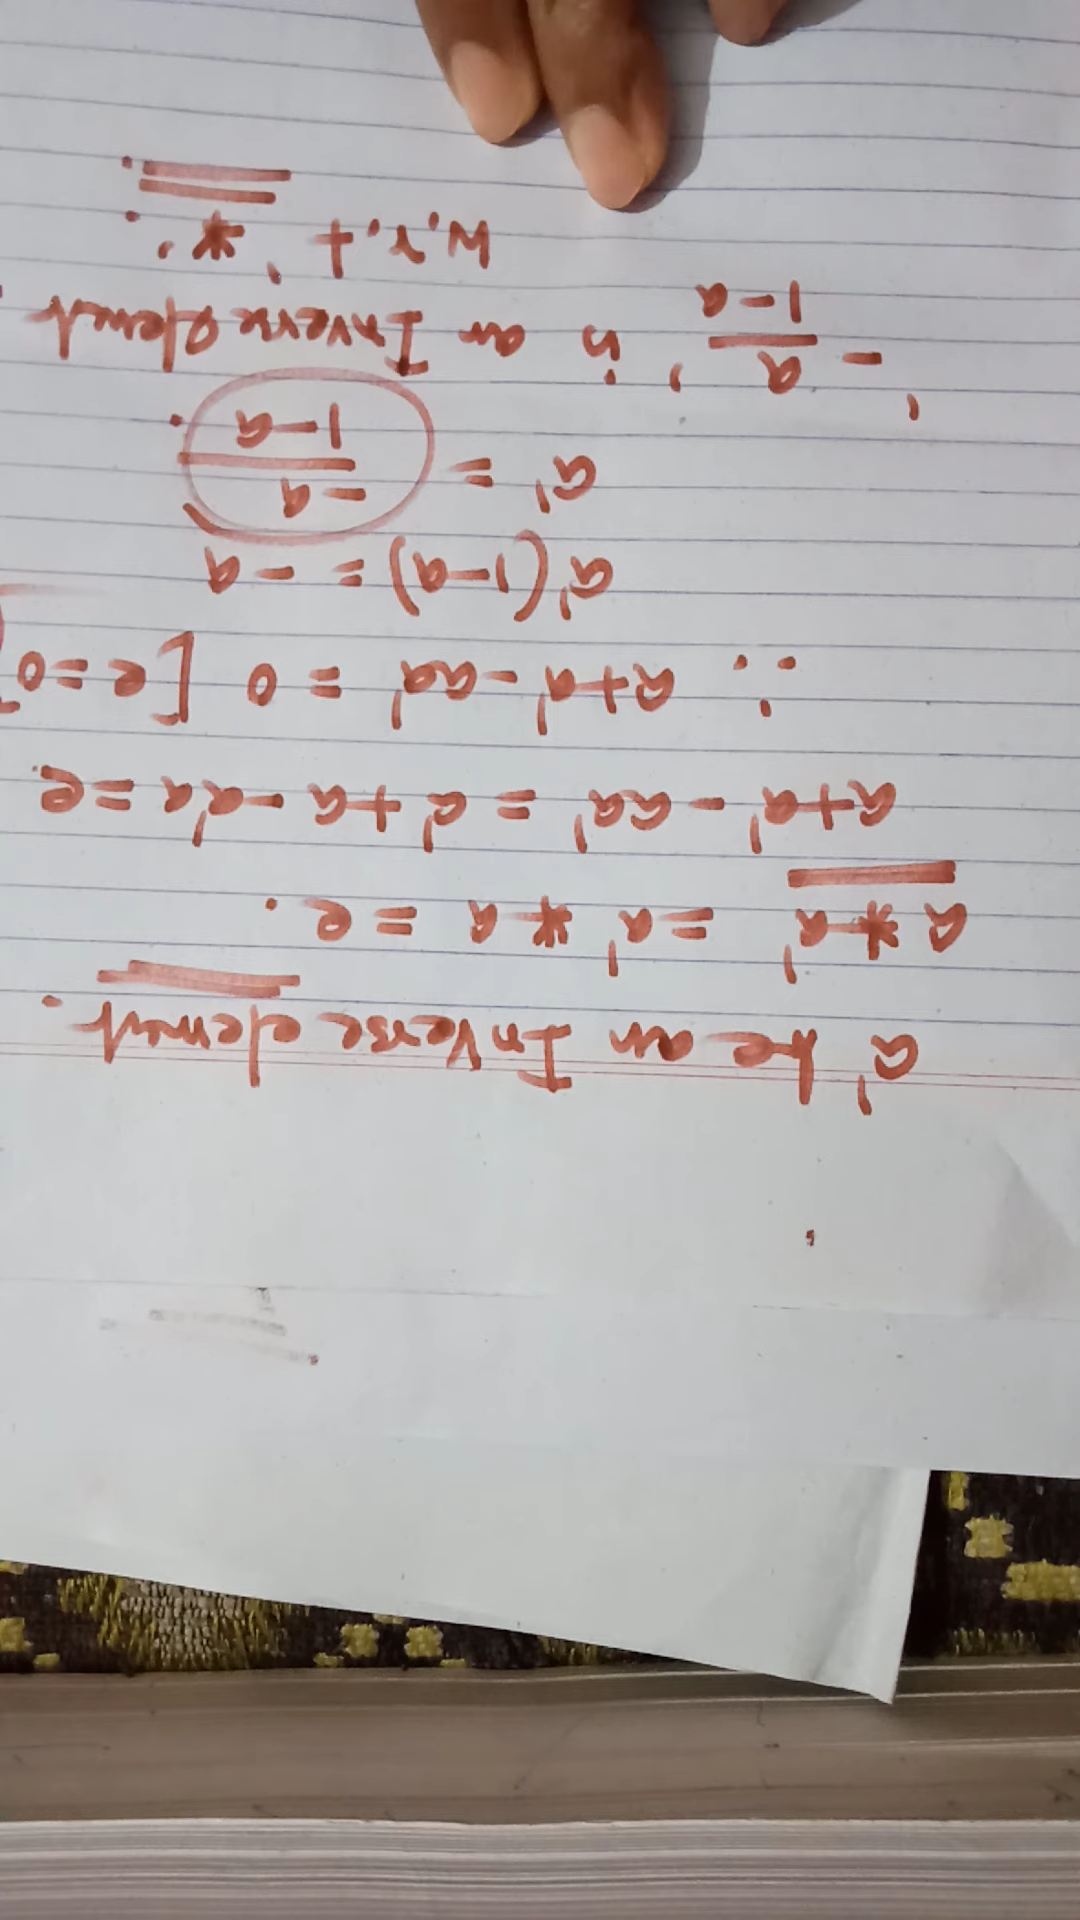 a' be an Inverse element.
a * a' = a' * a = e.
a + a' - aa' = a' + a - a'a = e.
∴ a + a' - aa' = 0 [e = 0]
a'(1-a) = -a
a' = -a/1-a.
'-a/1-a' is an Inverse element
w.r.t '*'.